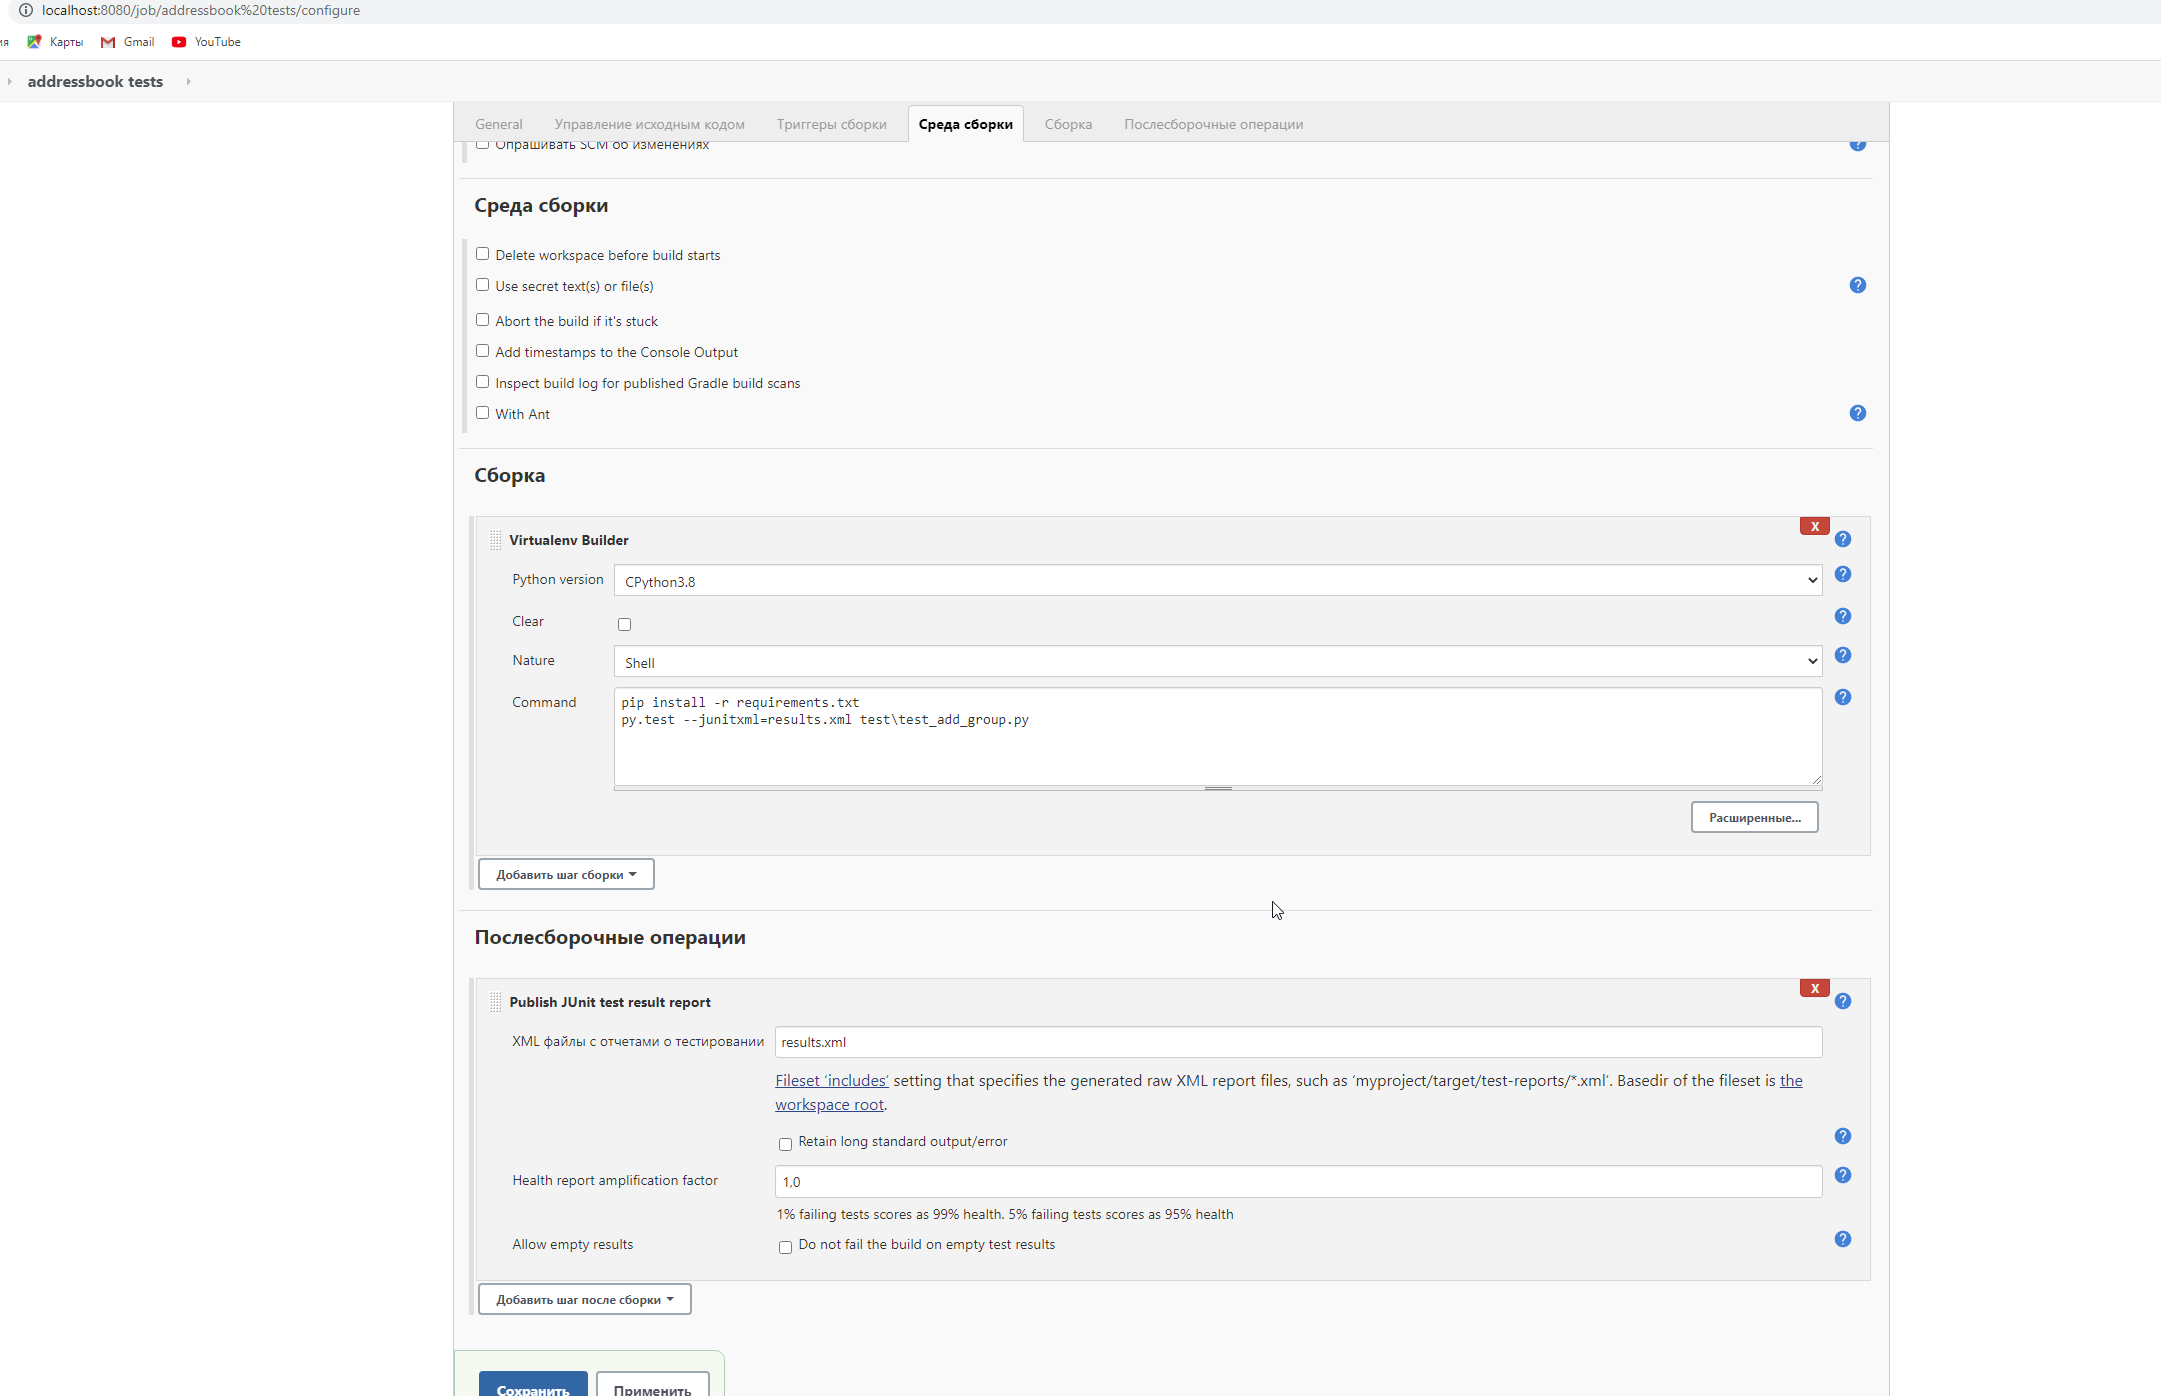 localhost:8080/job/addressbook%20tests/configure
ия Карты Gmail YouTube
addressbook tests
General Управление исходным кодом Триггеры сборки Среда сборки Сборка Послесборочные операции
Опрашивать SCM об изменениях
Среда сборки
Delete workspace before build starts
Use secret text(s) or file(s)
Abort the build if it's stuck
Add timestamps to the Console Output
Inspect build log for published Gradle build scans
With Ant
Сборка
X
Virtualenv Builder
Python version CPython3.8
Clear
Nature Shell
Command pip install -r requirements.txt
py.test --junitxml=results.xml test\test_add_group.py
Расширенные...
Добавить шаг сборки
Послесборочные операции
X
Publish JUnit test result report
XML файлы с отчетами о тестировании results.xml
Fileset ‘includes’ setting that specifies the generated raw XML report files, such as ‘myproject/target/test-reports/*.xml’. Basedir of the fileset is the
workspace root.
Retain long standard output/error
Health report amplification factor 1,0
1% failing tests scores as 99% health. 5% failing tests scores as 95% health
Allow empty results Do not fail the build on empty test results
Добавить шаг после сборки
Сохранить Применить